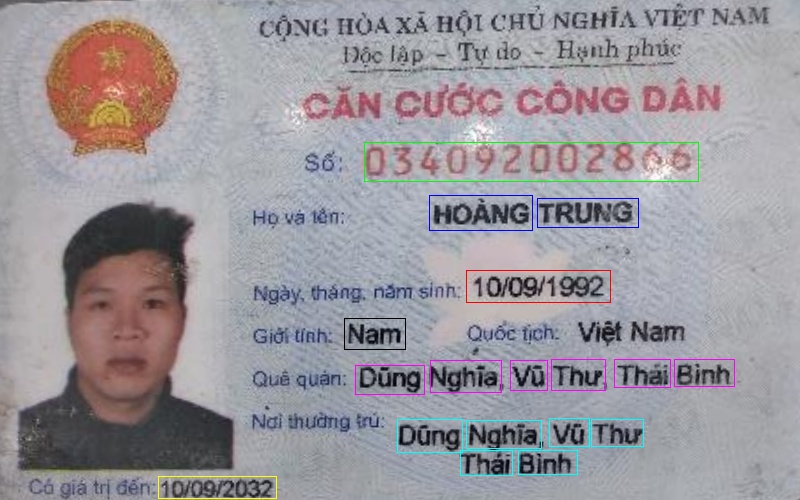 CỘNG HÒA XÃ HỘI CHỦ NGHĨA VIỆT NAM
Độc lập – Tự do – Hạnh phúc
CĂN CƯỚC CÔNG DÂN
Số: 034092002866
Họ và tên: HOÀNG TRUNG
Ngày, tháng, năm sinh: 10/09/1992
Giới tính: Nam Quốc tịch: Việt Nam
Quê quán: Dũng Nghĩa, Vũ Thư, Thái Bình
Nơi thường trú: Dũng Nghĩa, Vũ Thư
Thái Bình
Có giá trị đến: 10/09/2032